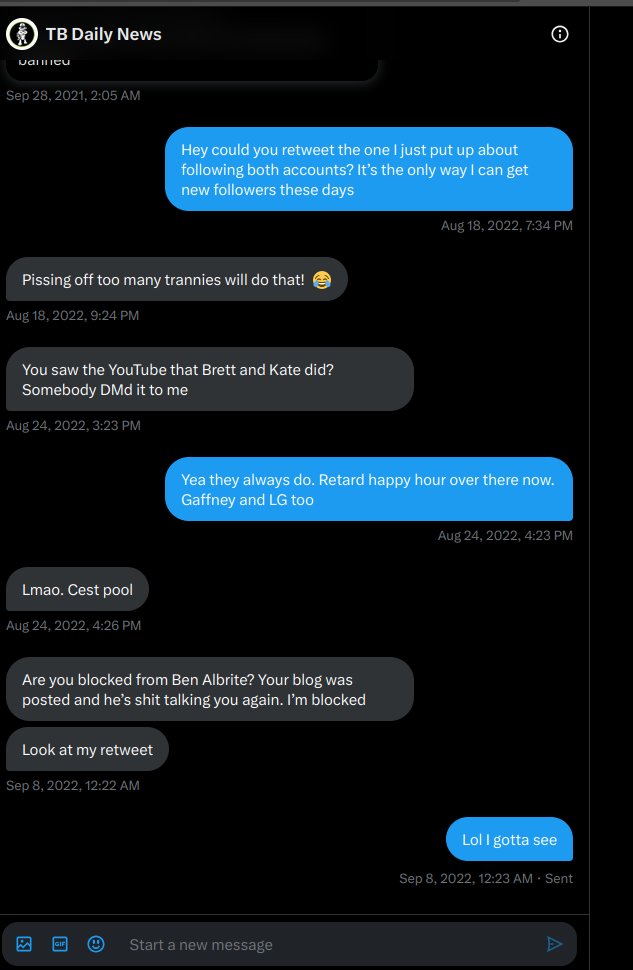 TB Daily News
banned
Sep 28, 2021, 2:05 AM
Hey could you retweet the one I just put up about
following both accounts? It’s the only way I can get
new followers these days
Aug 18, 2022, 7:34 PM
Pissing off too many trannies will do that! 😂
Aug 18, 2022, 9:24 PM
You saw the YouTube that Brett and Kate did?
Somebody DMd it to me
Aug 24, 2022, 3:23 PM
Yea they always do. Retard happy hour over there now.
Gaffney and LG too
Aug 24, 2022, 4:23 PM
Lmao. Cest pool
Aug 24, 2022, 4:26 PM
Are you blocked from Ben Albrite? Your blog was
posted and he’s shit talking you again. I’m blocked
Look at my retweet
Sep 8, 2022, 12:22 AM
Lol I gotta see
Sep 8, 2022, 12:23 AM · Sent
GIF
Start a new message